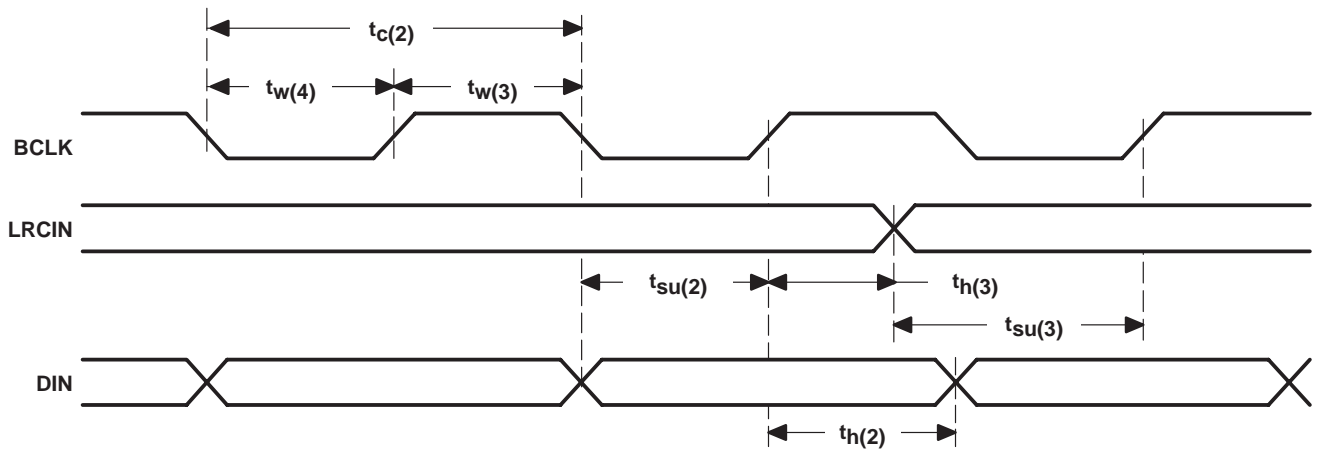 tc(2)
tw(4) tw(3)
BCLK
LRCIN
tsu(2) th(3)
tsu(3)
DIN
th(2)